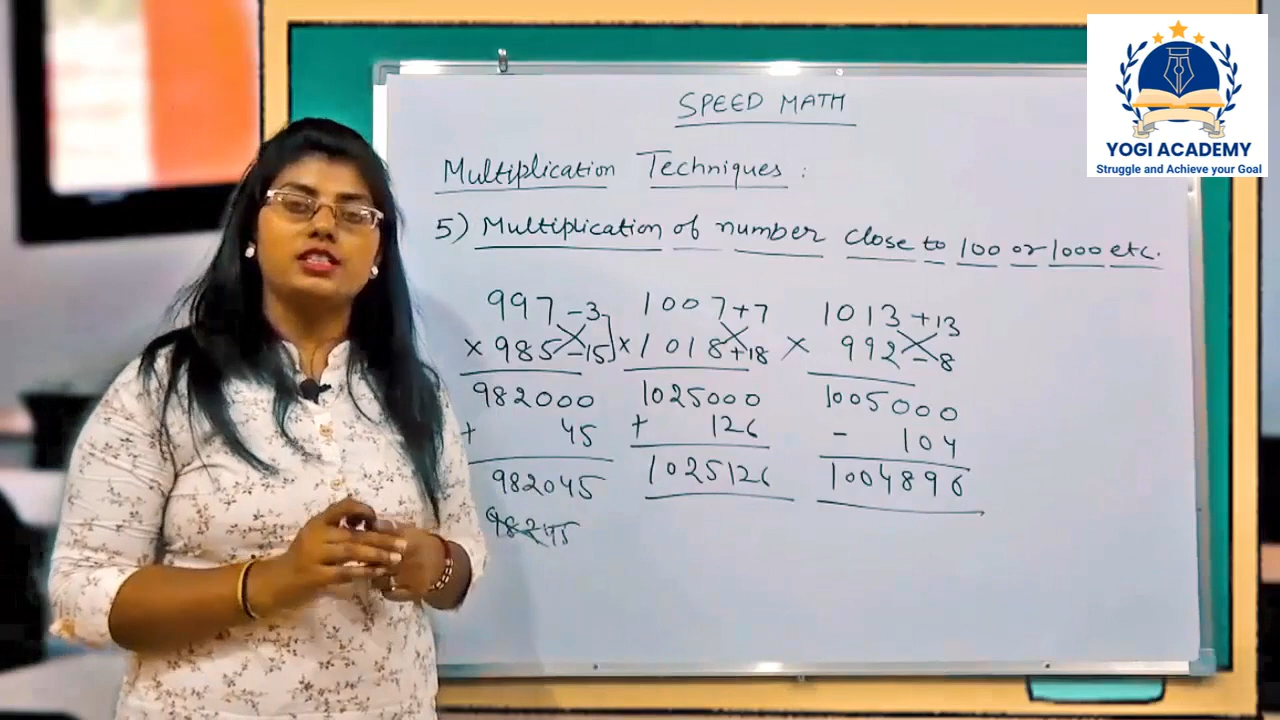 YOGI ACADEMY
Struggle and Achieve your Goal
SPEED MATH
Multiplication Techniques :
5) Multiplication of number close to 100 or 1000 etc.
997 -3
× 985 -15
982000
+ 45
982045
98245
1007 +7
× 1018 +18
1025000
+ 126
1025126
1013 +13
× 992 -8
1005000
- 104
1004896